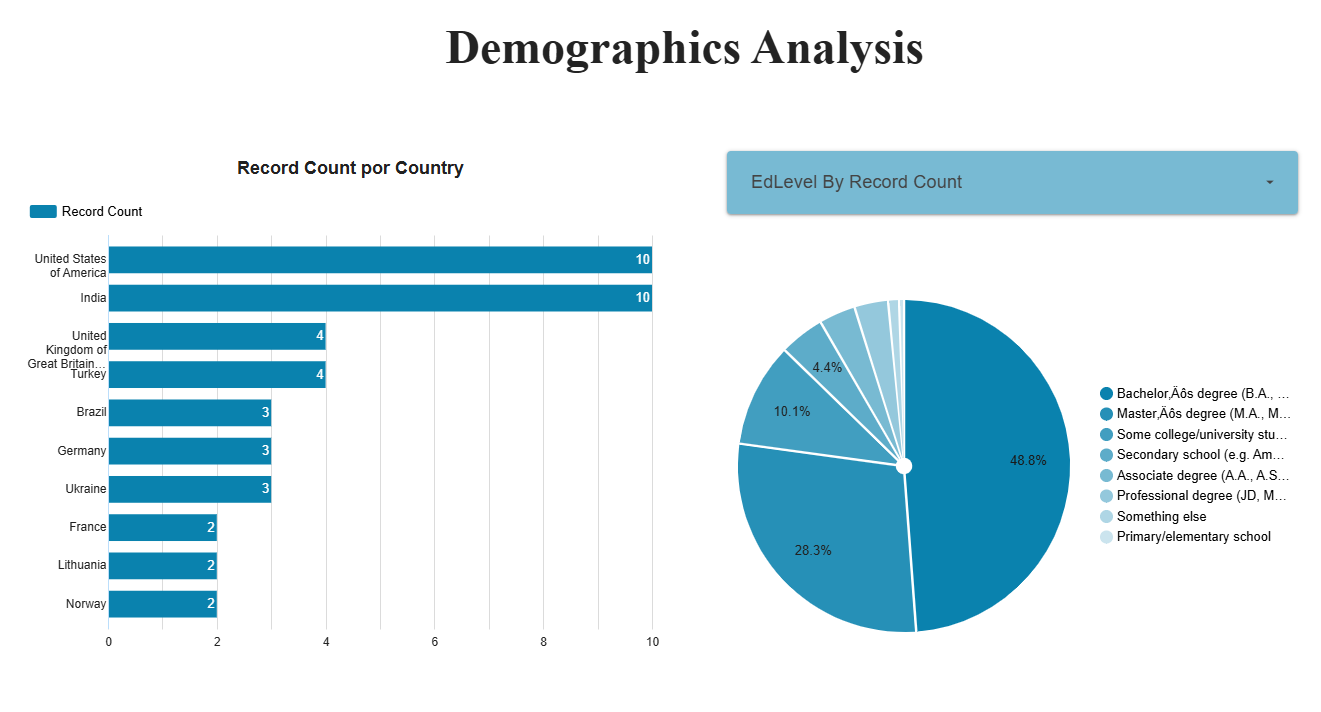 Demographics Analysis
Record Count por Country
Record Count
United States
of America
10
India
10
United
Kingdom of
Great Britain…
4
Turkey
4
Brazil
3
Germany
3
Ukraine
3
France
2
Lithuania
2
Norway
2
0 2 4 6 8 10
EdLevel By Record Count
4.4%
10.1%
48.8%
28.3%
Bachelor‚Äôs degree (B.A., …
Master‚Äôs degree (M.A., M…
Some college/university stu…
Secondary school (e.g. Am…
Associate degree (A.A., A.S…
Professional degree (JD, M…
Something else
Primary/elementary school